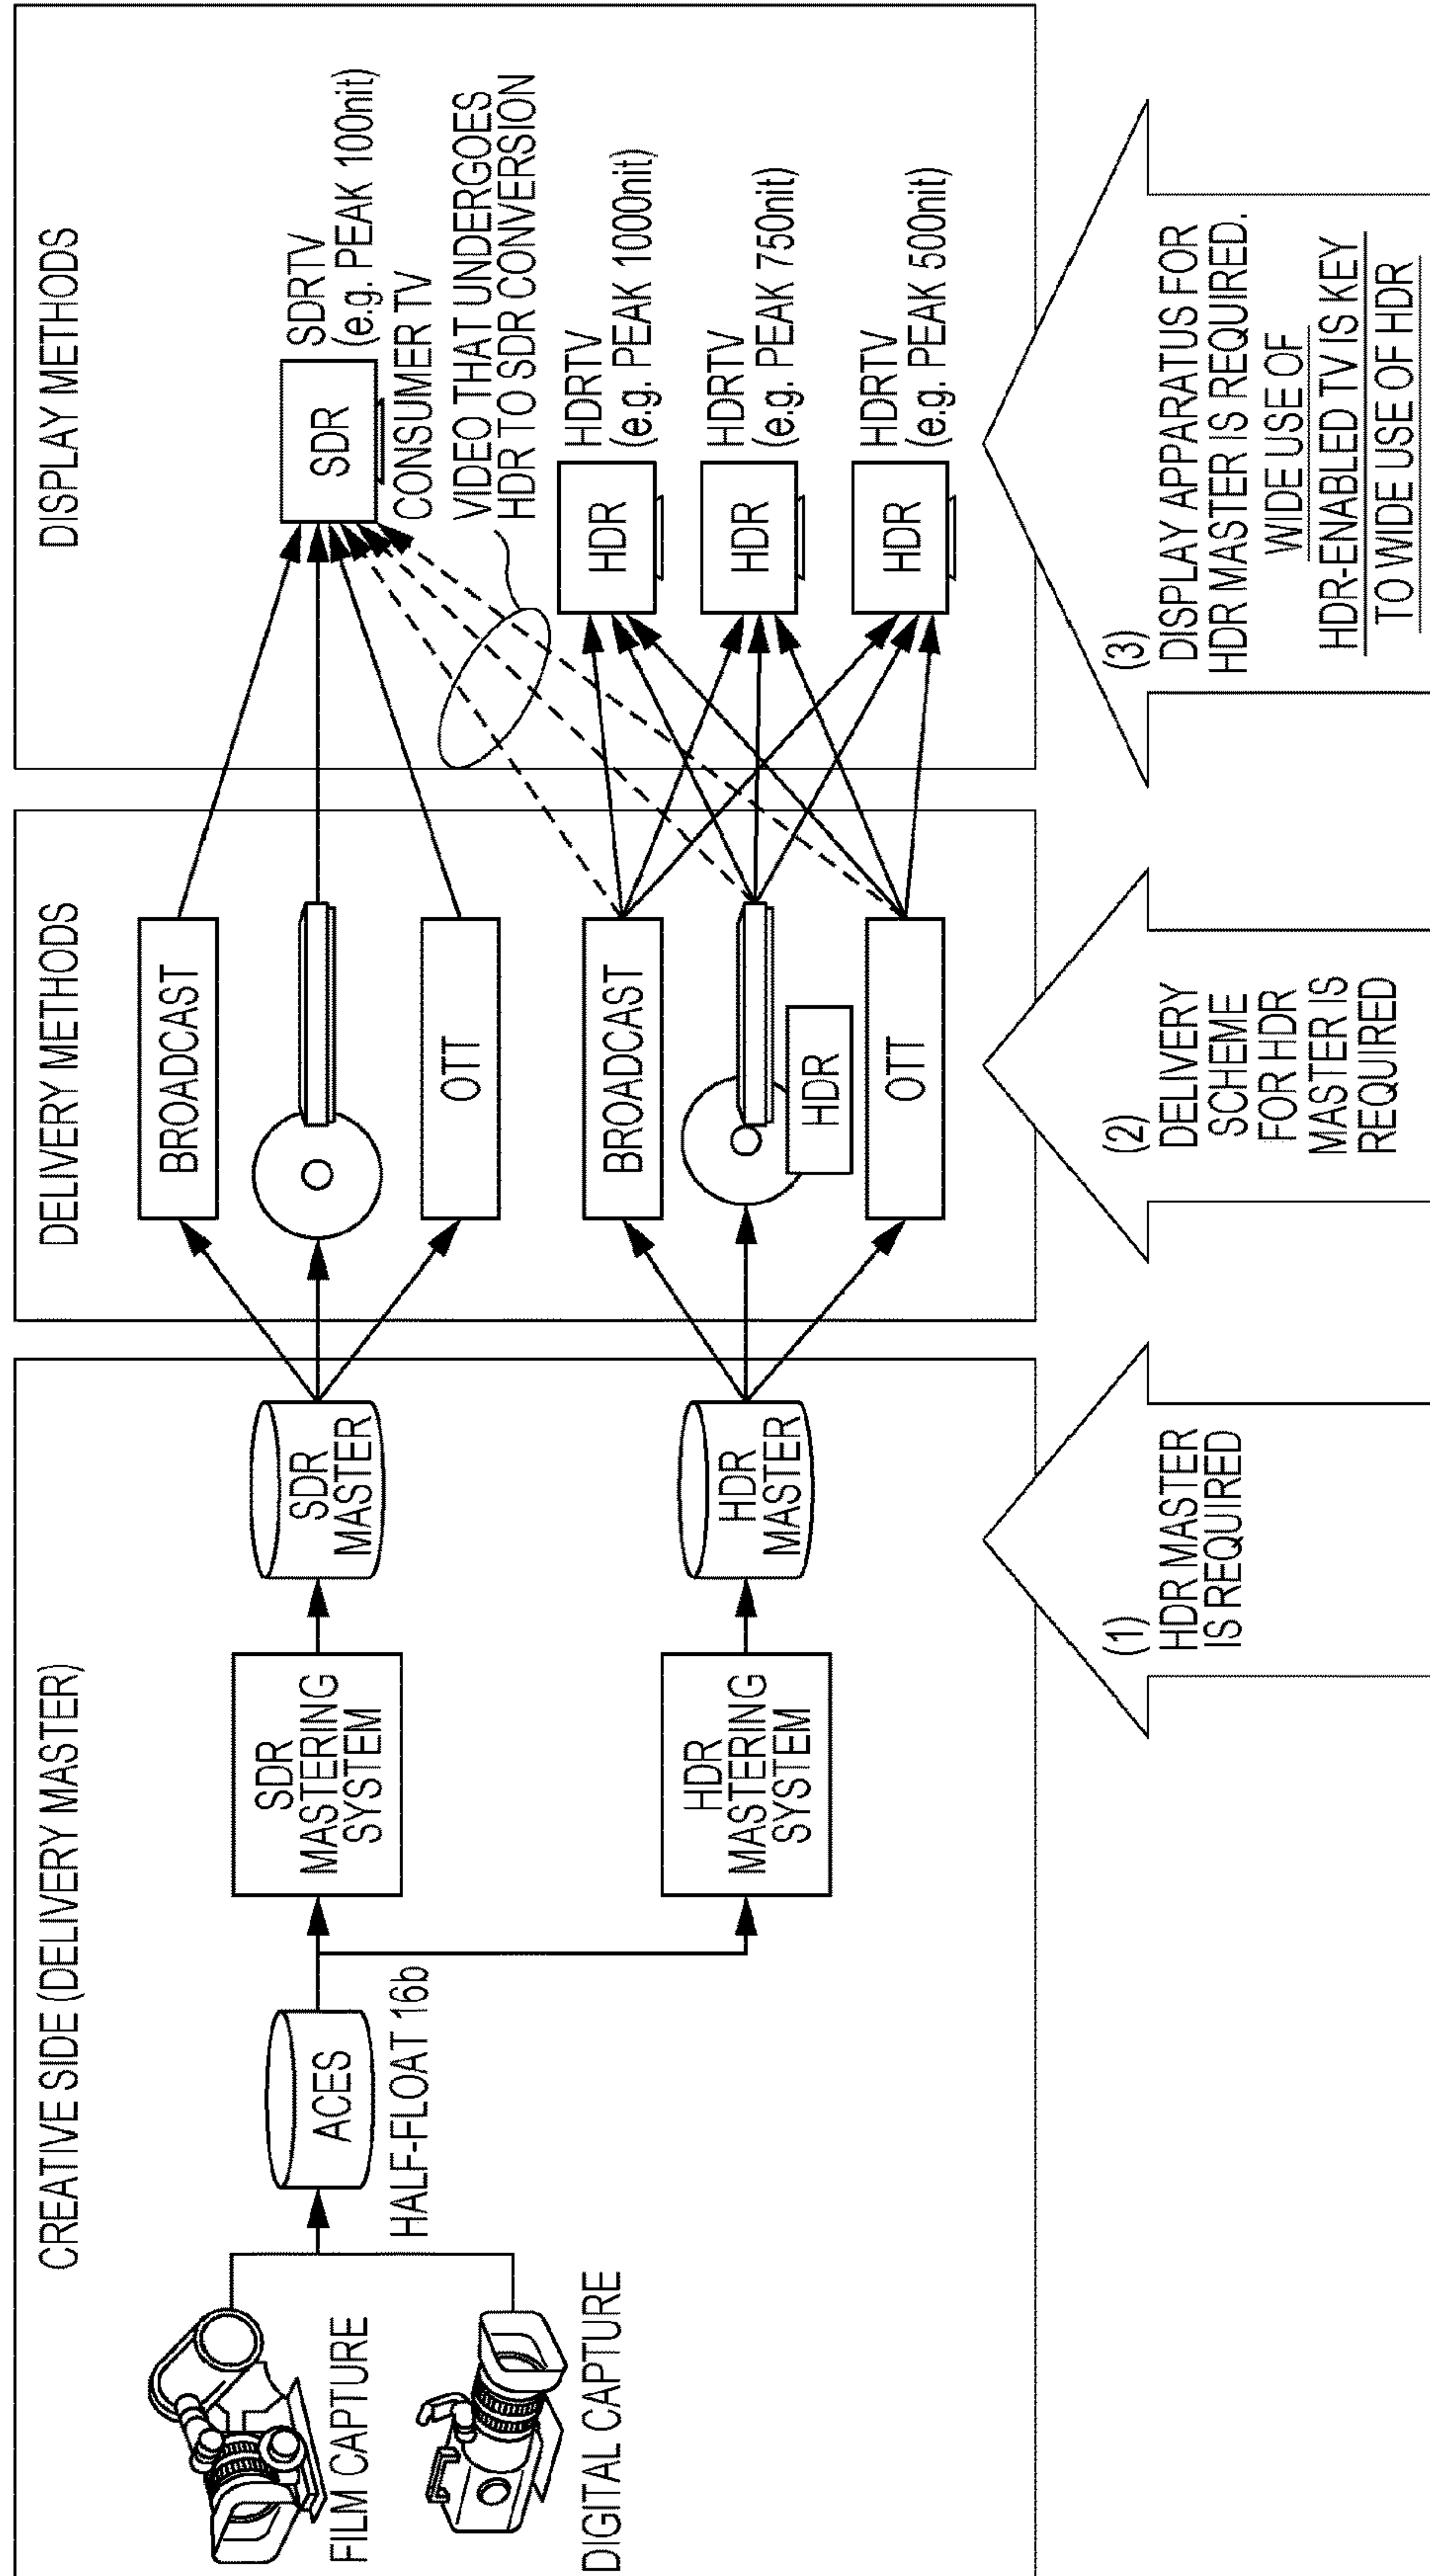 CREATIVE SIDE (DELIVERY MASTER)
FILM CAPTURE
DIGITAL CAPTURE
ACES
HALF-FLOAT 16b
SDR
MASTERING
SYSTEM
HDR
MASTERING
SYSTEM
SDR
MASTER
HDR
MASTER
DELIVERY METHODS
BROADCAST
OTT
BROADCAST
HDR
OTT
DISPLAY METHODS
SDR
SDRTV
(e.g. PEAK 100nit)
CONSUMER TV
VIDEO THAT UNDERGOES
HDR TO SDR CONVERSION
HDR
HDRTV
(e.g. PEAK 1000nit)
HDR
HDRTV
(e.g. PEAK 750nit)
HDR
HDRTV
(e.g. PEAK 500nit)
(1)
HDR MASTER
IS REQUIRED
(2)
DELIVERY
SCHEME
FOR HDR
MASTER IS
REQUIRED
(3)
DISPLAY APPARATUS FOR
HDR MASTER IS REQUIRED.
WIDE USE OF
HDR-ENABLED TV IS KEY
TO WIDE USE OF HDR